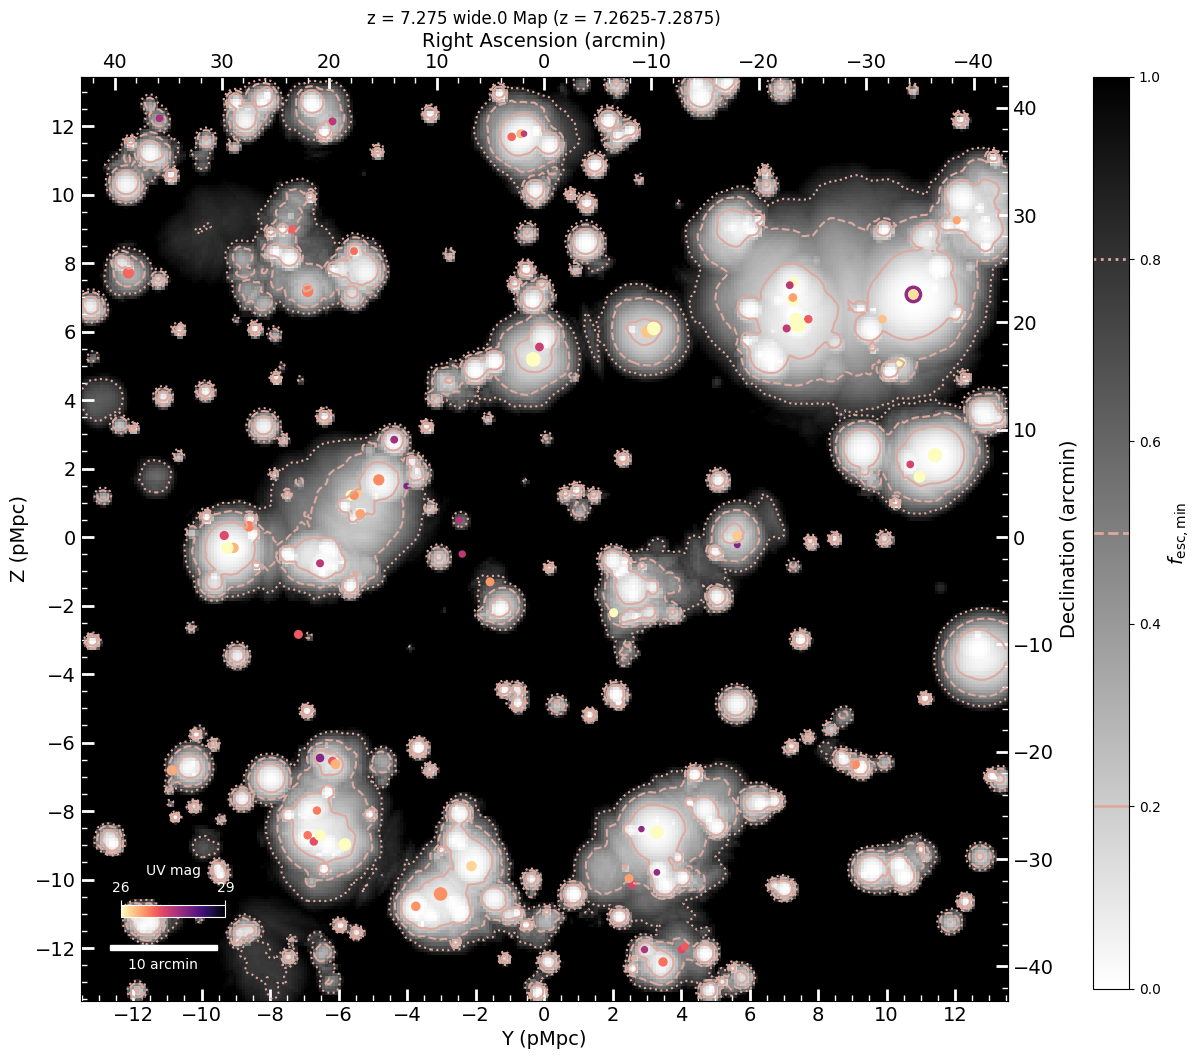 z = 7.275 wide.0 Map (z = 7.2625-7.2875)
Right Ascension (arcmin)
40 30 20 10 0 −10 −20 −30 −40
12
10
8
6
4
2
0
−2
−4
−6
−8
−10
−12
Z (pMpc)
40
30
20
10
0
−10
−20
−30
−40
Declination (arcmin)
1.0
0.8
0.6
0.4
0.2
0.0
fesc,min
UV mag
26 29
10 arcmin
−12 −10 −8 −6 −4 −2 0 2 4 6 8 10 12
Y (pMpc)